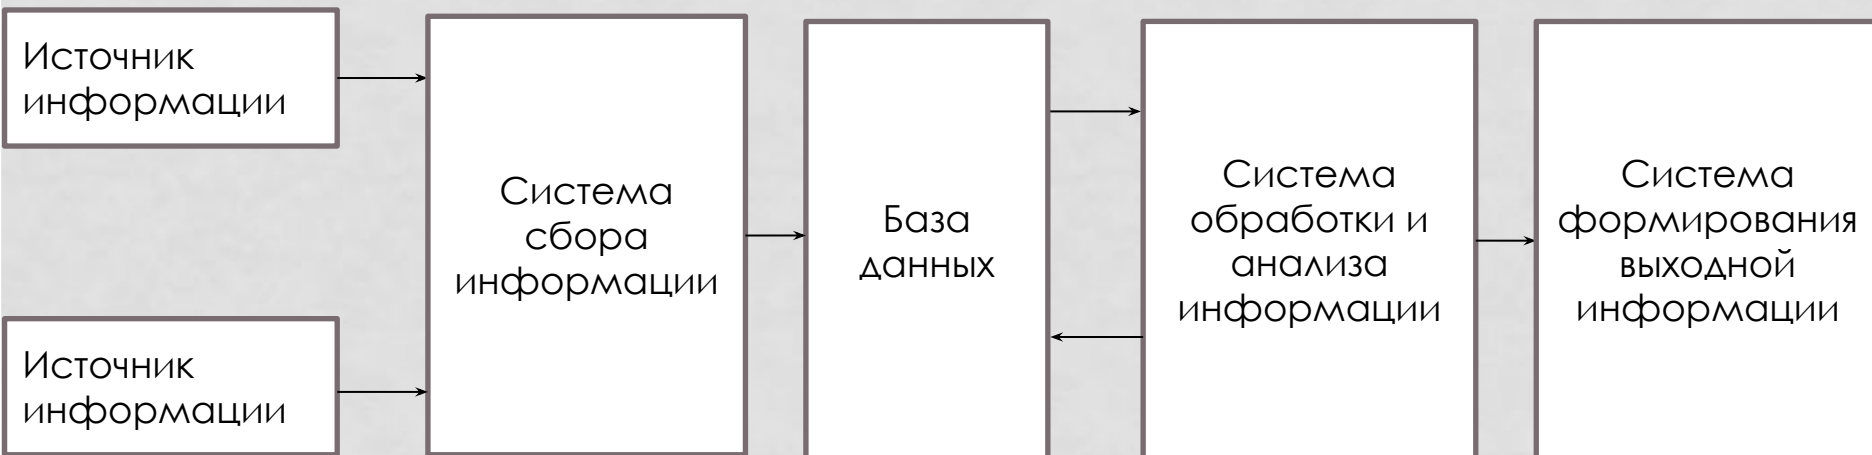 Источник
информации
Источник
информации
Система
сбора
информации
База
данных
Система
обработки и
анализа
информации
Система
формирования
выходной
информации